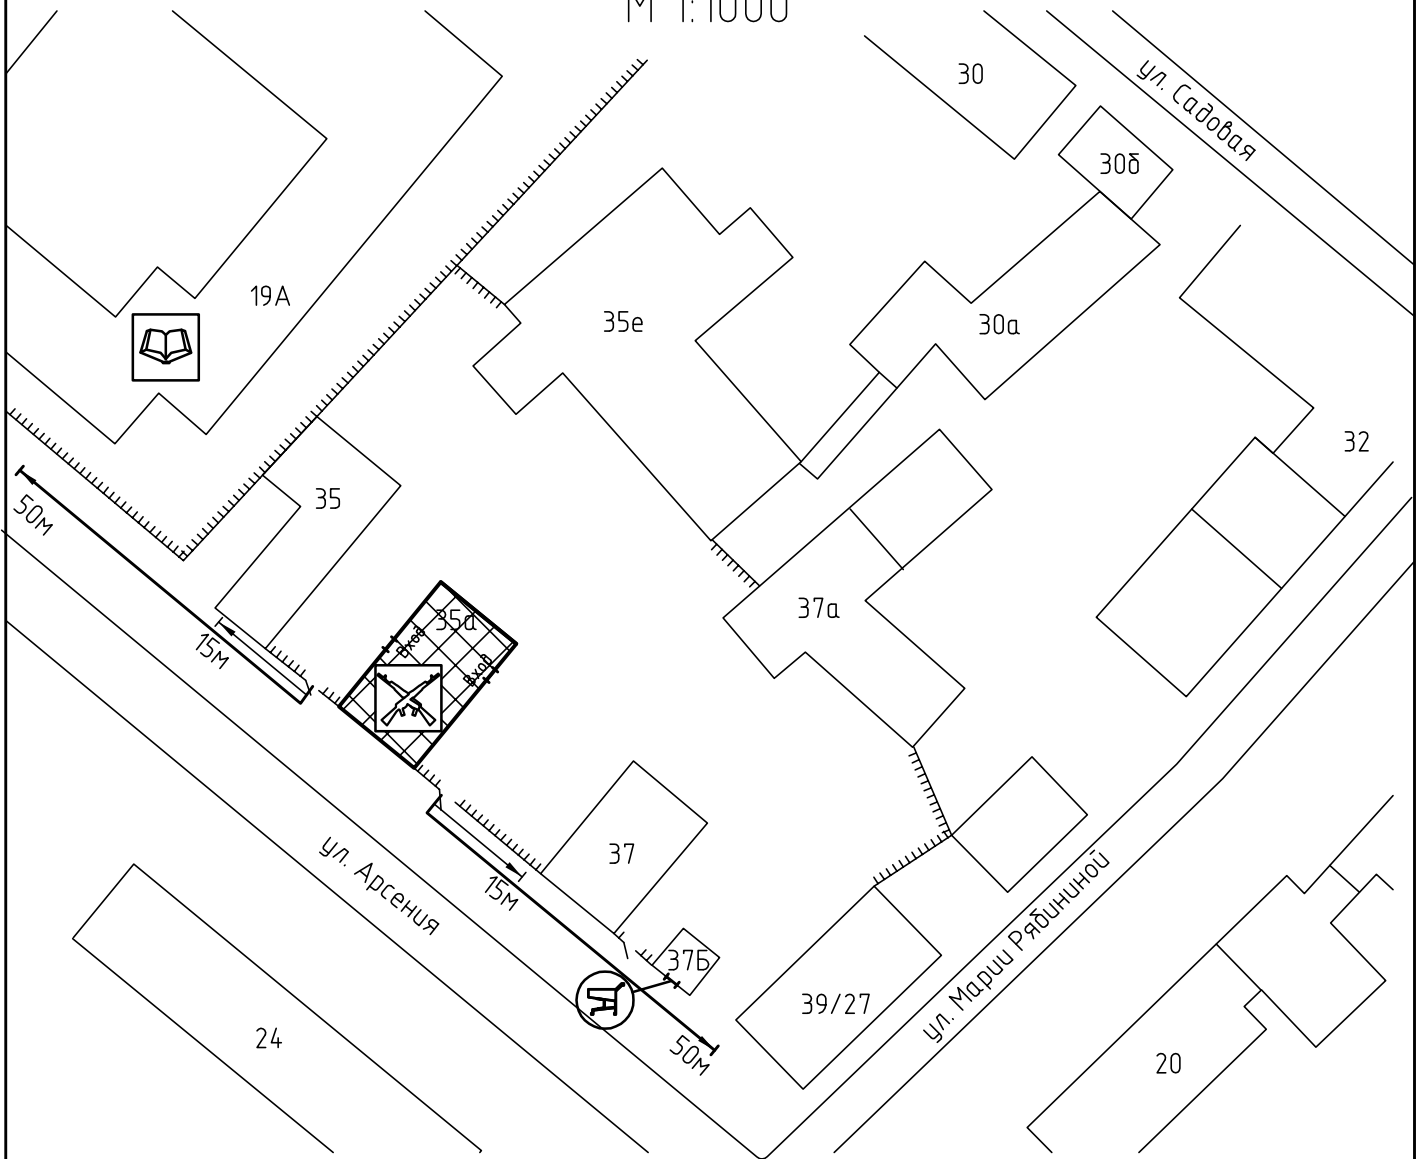 М 1:1000
30
ул. Садовая
30б
19А
35е
30а
32
35
50м
37а
35а
Вход
Вход
15м
37
ул. Арсения
15м
37Б
ул. Марии Рябининой
39/27
24
50м
20